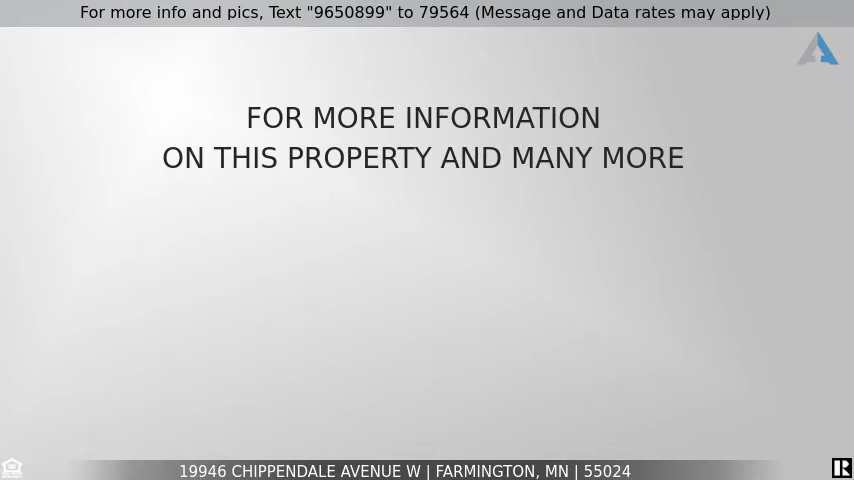 For more info and pics, Text "9650899" to 79564 (Message and Data rates may apply)
FOR MORE INFORMATION
ON THIS PROPERTY AND MANY MORE
19946 CHIPPENDALE AVENUE W | FARMINGTON, MN | 55024